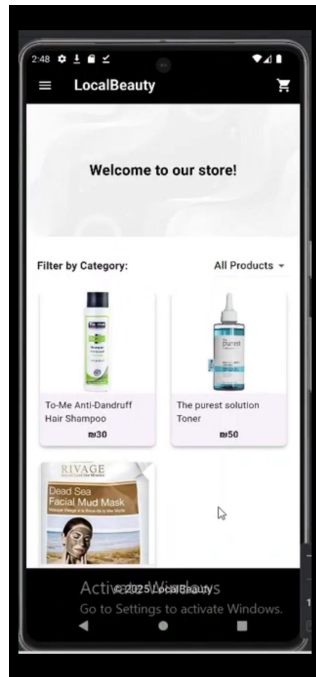 2:48
LocalBeauty
Welcome to our store!
Filter by Category:
All Products
purest
To-Me Anti-Dandruff
Hair Shampoo
₪30
The purest solution
Toner
₪50
RIVAGE
Dead Sea
Facial Mud Mask
© 2025 LocalBeauty
Activate Windows
Go to Settings to activate Windows.